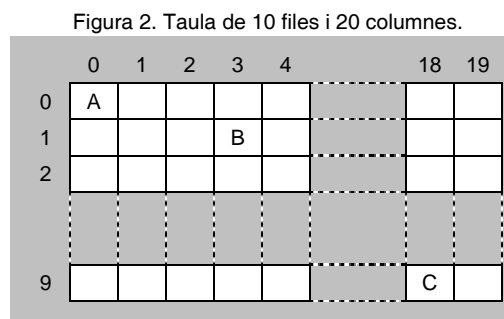 Figura 2. Taula de 10 files i 20 columnes.
0 1 2 3 4 18 19
0 A
1 B
2
9 C